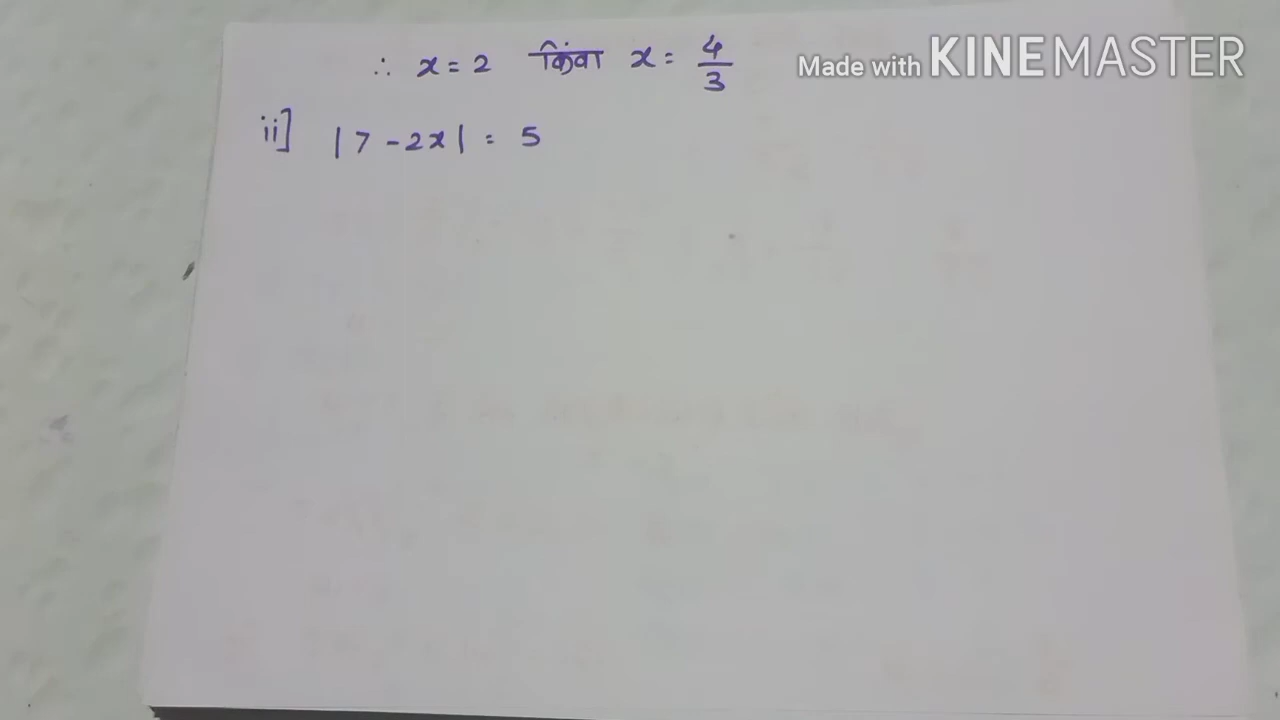 ∴ x = 2 किंवा x = 4/3
Made with KINEMASTER
ii] |7 - 2x| = 5